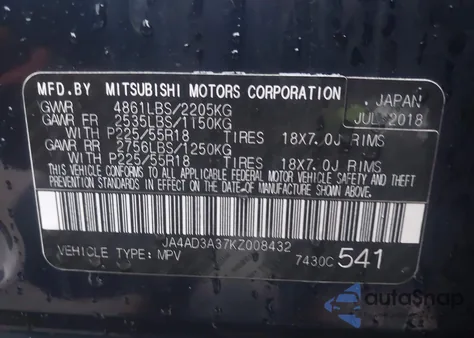 MFD.BY MITSUBISHI MOTORS CORPORATION , JAPAN
GVWR 4861LBS/2205KG JUL 2018
GAWR FR 2535LBS/1150KG
WITH P225/55R18 TIRES 18X7.0J RIMS
GAWR RR 2756LBS/1250KG
WITH P225/55R18 TIRES 18X7.0J RIMS
THIS VEHICLE CONFORMS TO ALL APPLICABLE FEDERAL MOTOR VEHICLE SAFETY AND THEFT
PREVENTION STANDARDS IN EFFECT ON THE DATE OF MANUFACTURE SHOWN ABOVE.
JA4AD3A37KZ008432
VEHICLE TYPE: MPV 7430C 541
autosnap